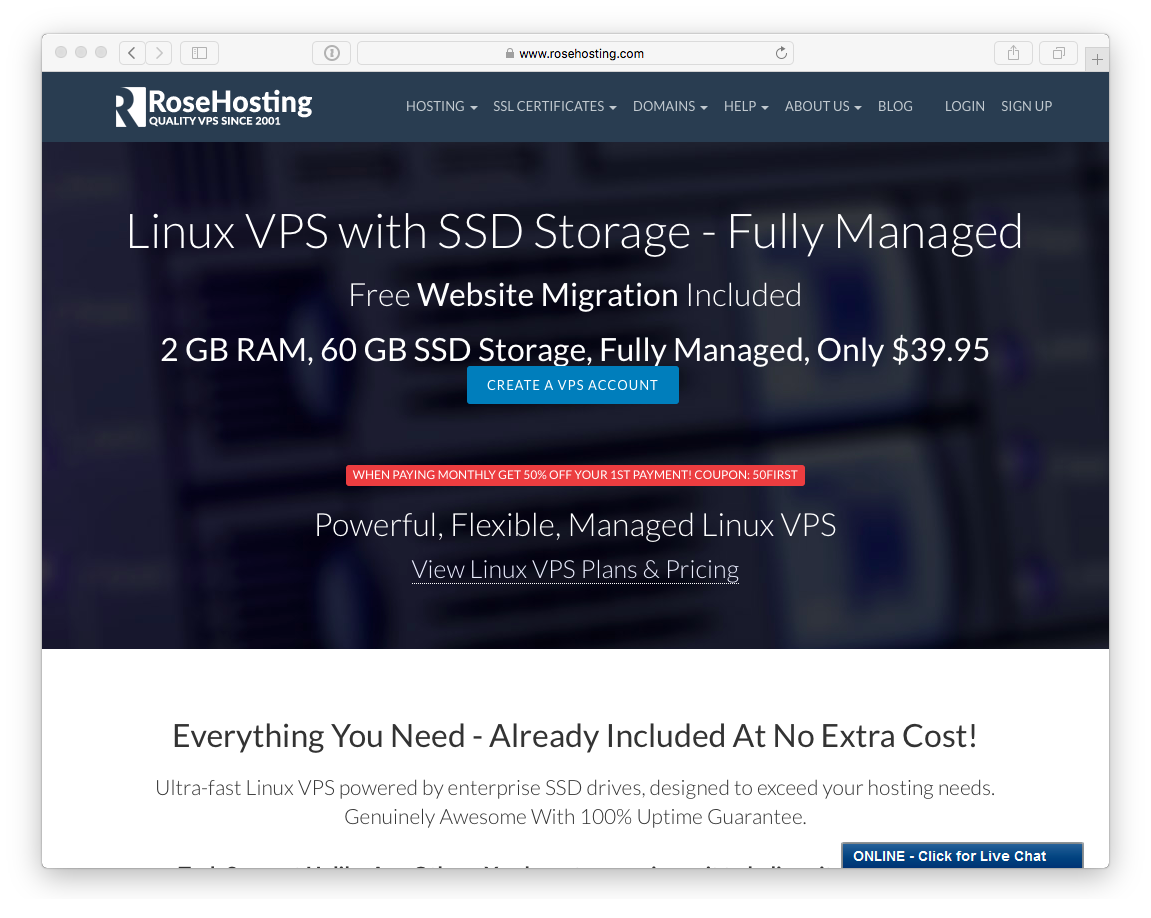 www.rosehosting.com
RoseHosting
QUALITY VPS SINCE 2001
HOSTING SSL CERTIFICATES DOMAINS HELP ABOUT US BLOG LOGIN SIGN UP
Linux VPS with SSD Storage - Fully Managed
Free Website Migration Included
2 GB RAM, 60 GB SSD Storage, Fully Managed, Only $39.95
CREATE A VPS ACCOUNT
WHEN PAYING MONTHLY GET 50% OFF YOUR 1ST PAYMENT! COUPON: 50FIRST
Powerful, Flexible, Managed Linux VPS
View Linux VPS Plans & Pricing
Everything You Need - Already Included At No Extra Cost!
Ultra-fast Linux VPS powered by enterprise SSD drives, designed to exceed your hosting needs.
Genuinely Awesome With 100% Uptime Guarantee.
ONLINE - Click for Live Chat